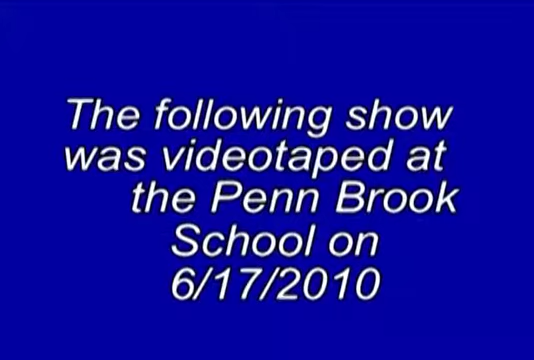 The following show
was videotaped at
the Penn Brook
School on
6/17/2010